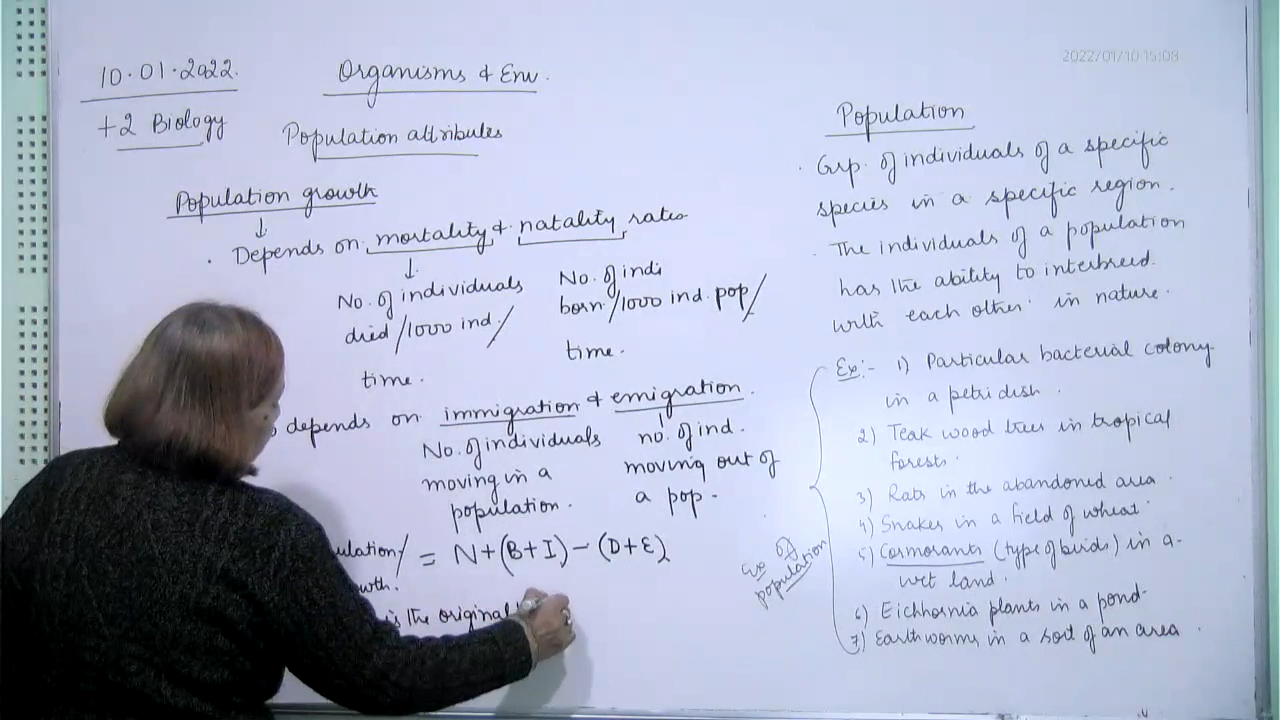 2022/01/10 15:08
10.01.2022.
Organisms & Env.
+2 Biology
Population attributes
Population growth
↓
. Depends on mortality & natality rates
↓
No. of individuals
died /1000 ind./
time.
No. of indi
born /1000 ind. pop/
time.
depends on immigration & emigration.
No. of individuals
moving in a
population.
no. of ind.
moving out of
a pop.
ulation/ = N+(B+I) – (D+E)
wth.
is the original
Population
. Grp. of individuals of a specific
species in a specific region.
. The individuals of a population
has the ability to interbreed
with each other in nature.
Ex:- 1) Particular bacterial colony
in a petridish.
2) Teak wood trees in tropical
forests.
3) Rats in the abandoned area.
4) Snakes in a field of wheat
5) Cormorants (type of birds) in a
wet land.
6) Eichhornia plants in a pond
7) Earthworms in a soil of an area.
Ex of
population